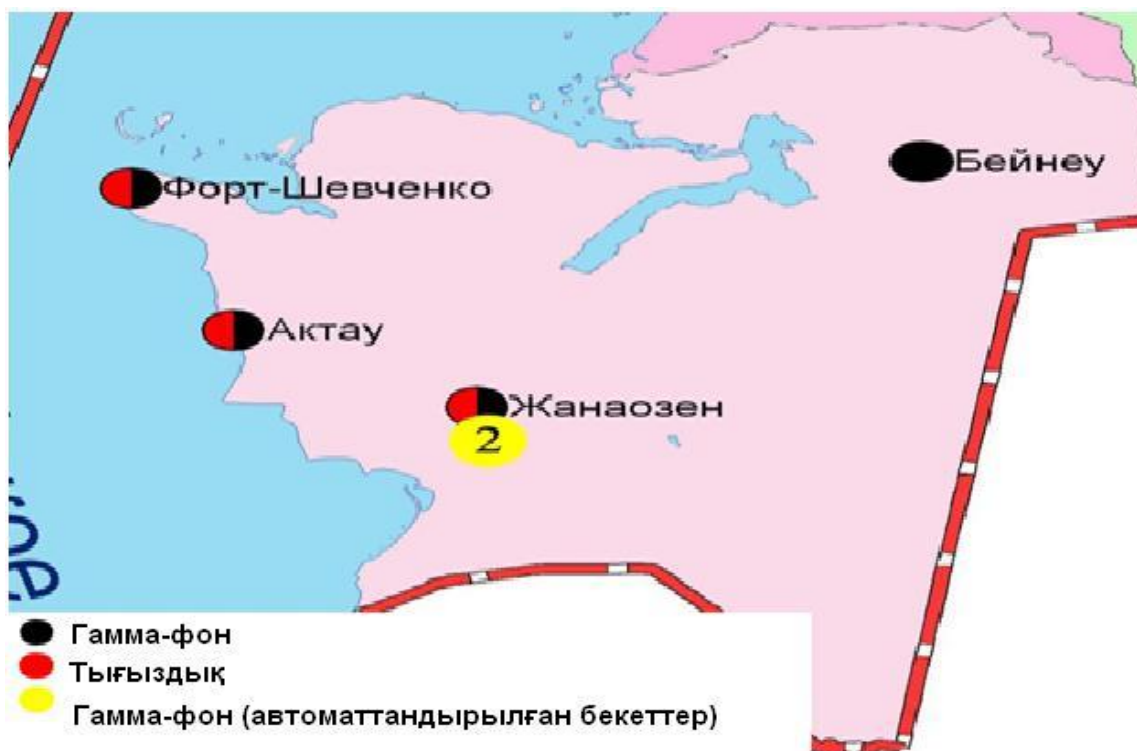 Бейнеу
Форт-Шевченко
Актау
Жанаозен
2
Гамма-фон
Тығыздық
Гамма-фон (автоматтандырылған бекеттер)